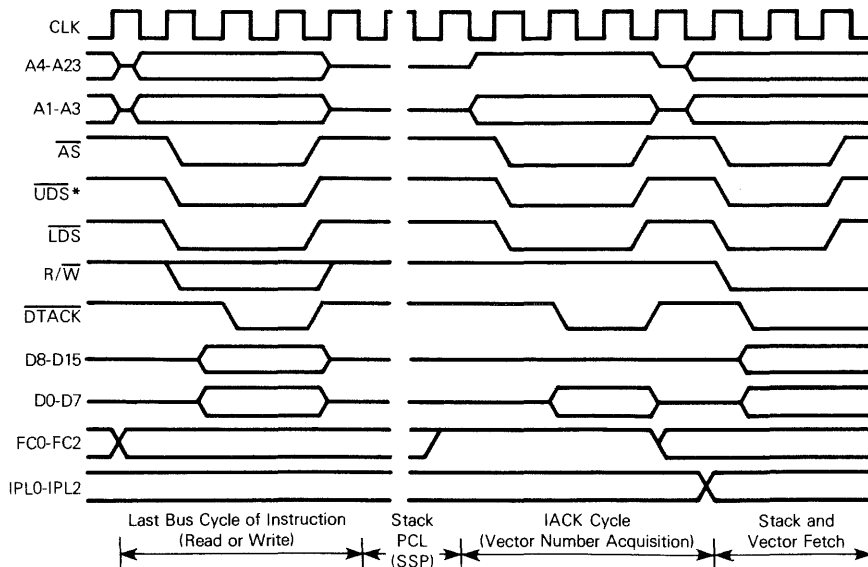 CLK
A4-A23
A1-A3
AS
UDS*
LDS
R/W
DTACK
D8-D15
D0-D7
FC0-FC2
IPL0-IPL2
Last Bus Cycle of Instruction
(Read or Write)
Stack
PCL
(SSP)
IACK Cycle
(Vector Number Acquisition)
Stack and
Vector Fetch